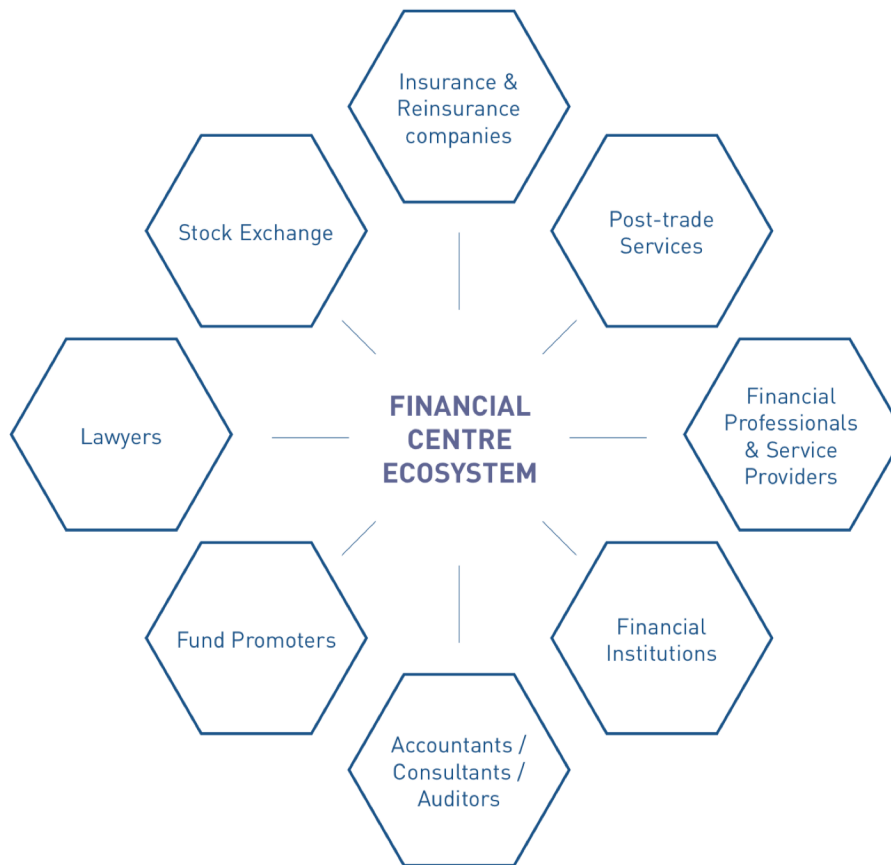 Insurance &
Reinsurance
companies
Stock Exchange
Post-trade
Services
Lawyers
FINANCIAL
CENTRE
ECOSYSTEM
Financial
Professionals
& Service
Providers
Fund Promoters
Financial
Institutions
Accountants /
Consultants /
Auditors